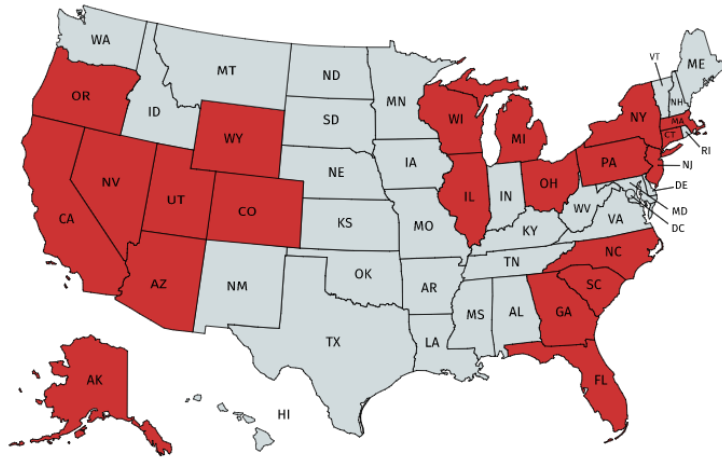 WA
MT
ND
MN
VT
ME
OR
ID
SD
WI
MI
NY
NH
MA
CT
RI
WY
NE
IA
PA
NJ
NV
UT
CO
IL
IN
OH
DE
CA
KS
MO
WV
VA
MD
KY
DC
AZ
NM
OK
AR
TN
NC
MS
AL
GA
SC
TX
LA
FL
AK
HI